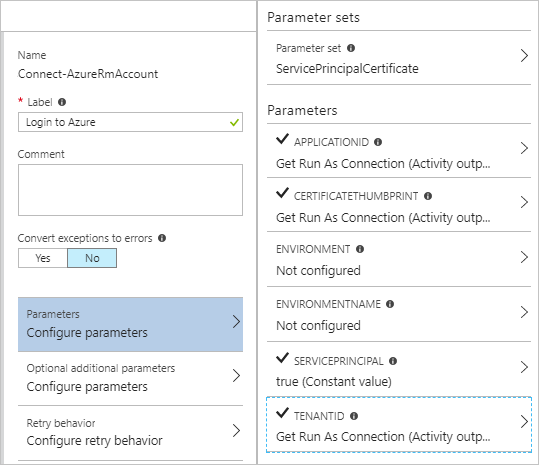 Name
Connect-AzureRmAccount
* Label
Login to Azure
Comment
Convert exceptions to errors
Yes No
Parameters
Configure parameters
Optional additional parameters
Configure parameters
Retry behavior
Configure retry behavior
Parameter sets
Parameter set
ServicePrincipalCertificate
Parameters
APPLICATIONID
Get Run As Connection (Activity outp...
CERTIFICATETHUMBPRINT
Get Run As Connection (Activity outp...
ENVIRONMENT
Not configured
ENVIRONMENTNAME
Not configured
SERVICEPRINCIPAL
true (Constant value)
TENANTID
Get Run As Connection (Activity outp...